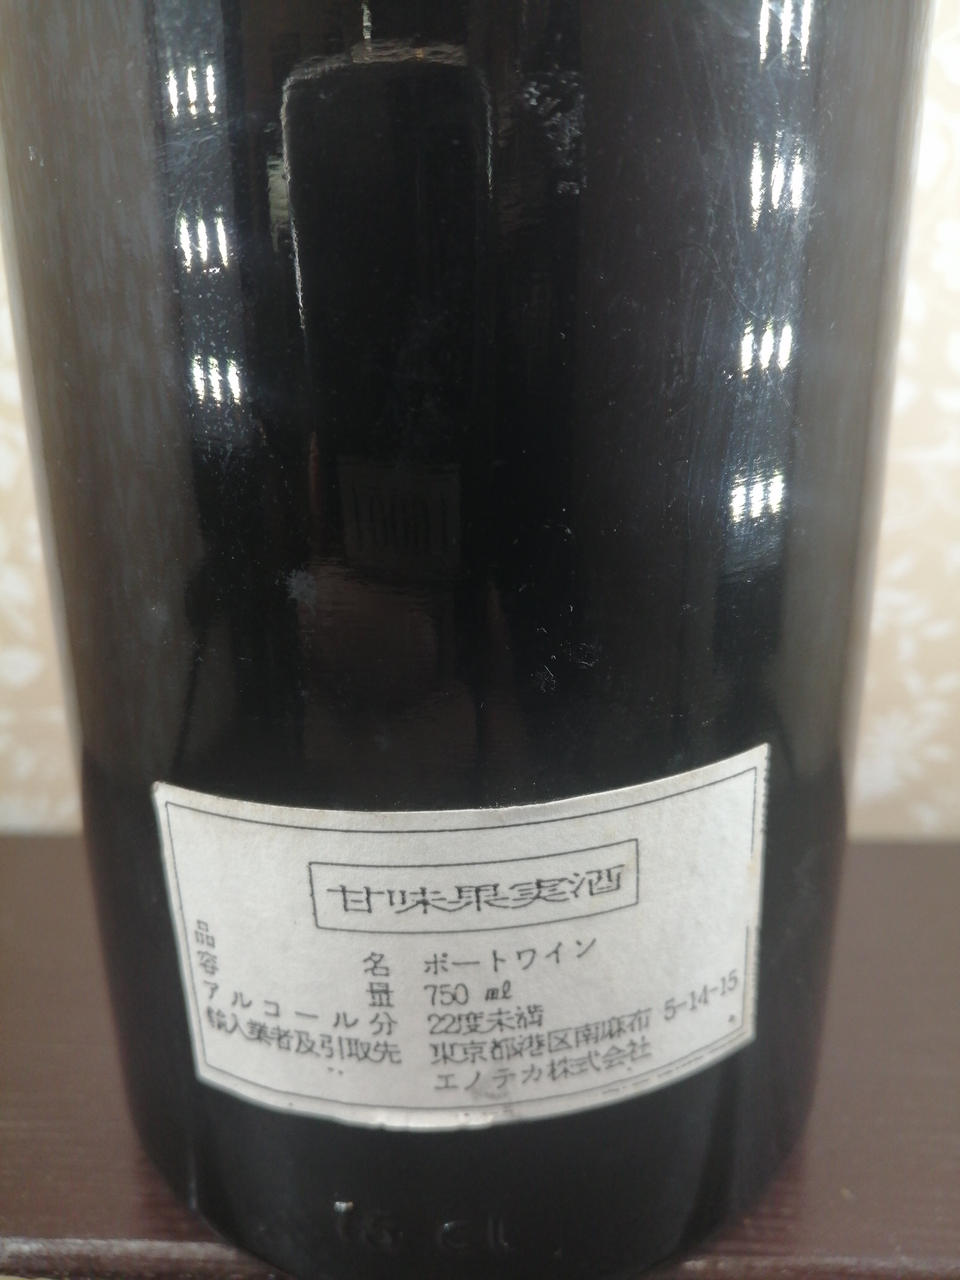 甘味果実酒
品名 ポートワイン
容量 750 ml
アルコール分 22度未満
輸入業者及引取先 東京都港区南麻布 5-14-15
エノテカ株式会社
75 cl